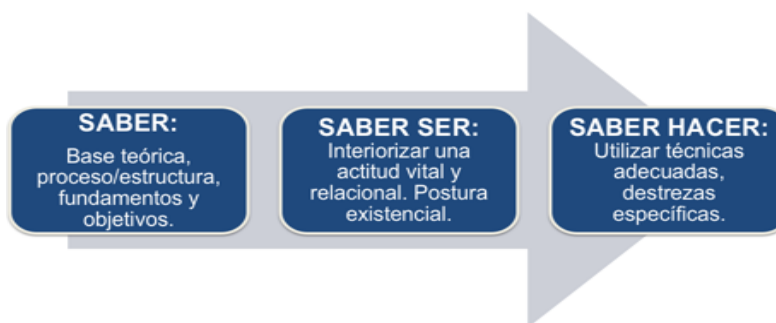 SABER:
Base teórica,
proceso/estructura,
fundamentos y
objetivos.
SABER SER:
Interiorizar una
actitud vital y
relacional. Postura
existencial.
SABER HACER:
Utilizar técnicas
adecuadas,
destrezas
específicas.